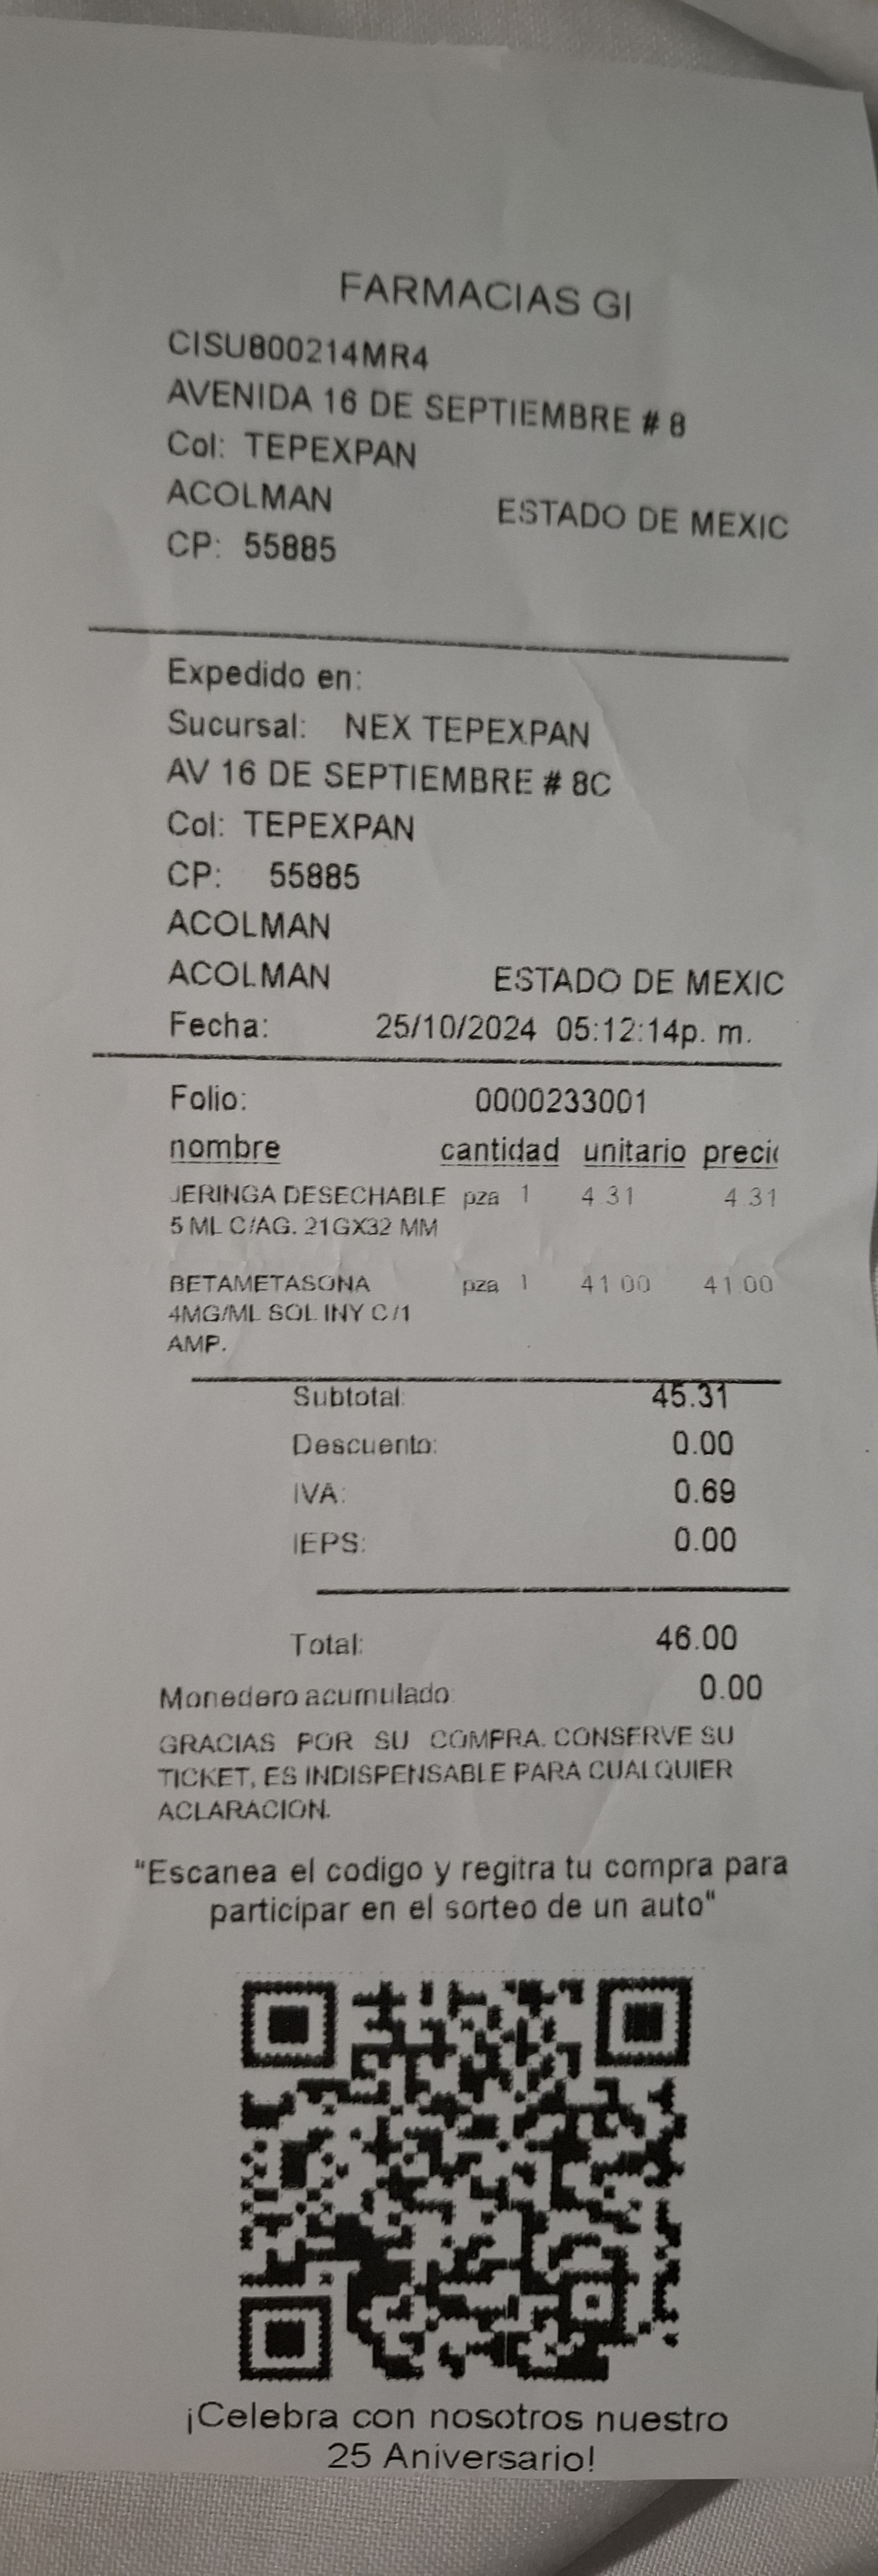 FARMACIAS GI
CISU800214MR4
AVENIDA 16 DE SEPTIEMBRE # 8
Col: TEPEXPAN
ACOLMAN ESTADO DE MEXIC
CP: 55885
Expedido en:
Sucursal: NEX TEPEXPAN
AV 16 DE SEPTIEMBRE # 8C
Col: TEPEXPAN
CP: 55885
ACOLMAN
ACOLMAN ESTADO DE MEXIC
Fecha: 25/10/2024 05:12:14p. m.
Folio: 0000233001
nombre cantidad unitario precic
JERINGA DESECHABLE pza 1 4.31 4.31
5 ML C/AG. 21GX32 MM
BETAMETASONA pza 1 41.00 41.00
4MG/ML SOL INY C/1
AMP.
Subtotal: 45.31
Descuento: 0.00
IVA: 0.69
IEPS: 0.00
Total: 46.00
Monedero acumulado: 0.00
GRACIAS POR SU COMPRA. CONSERVE SU
TICKET, ES INDISPENSABLE PARA CUALQUIER
ACLARACION.
"Escanea el codigo y regitra tu compra para
participar en el sorteo de un auto"
¡Celebra con nosotros nuestro
25 Aniversario!